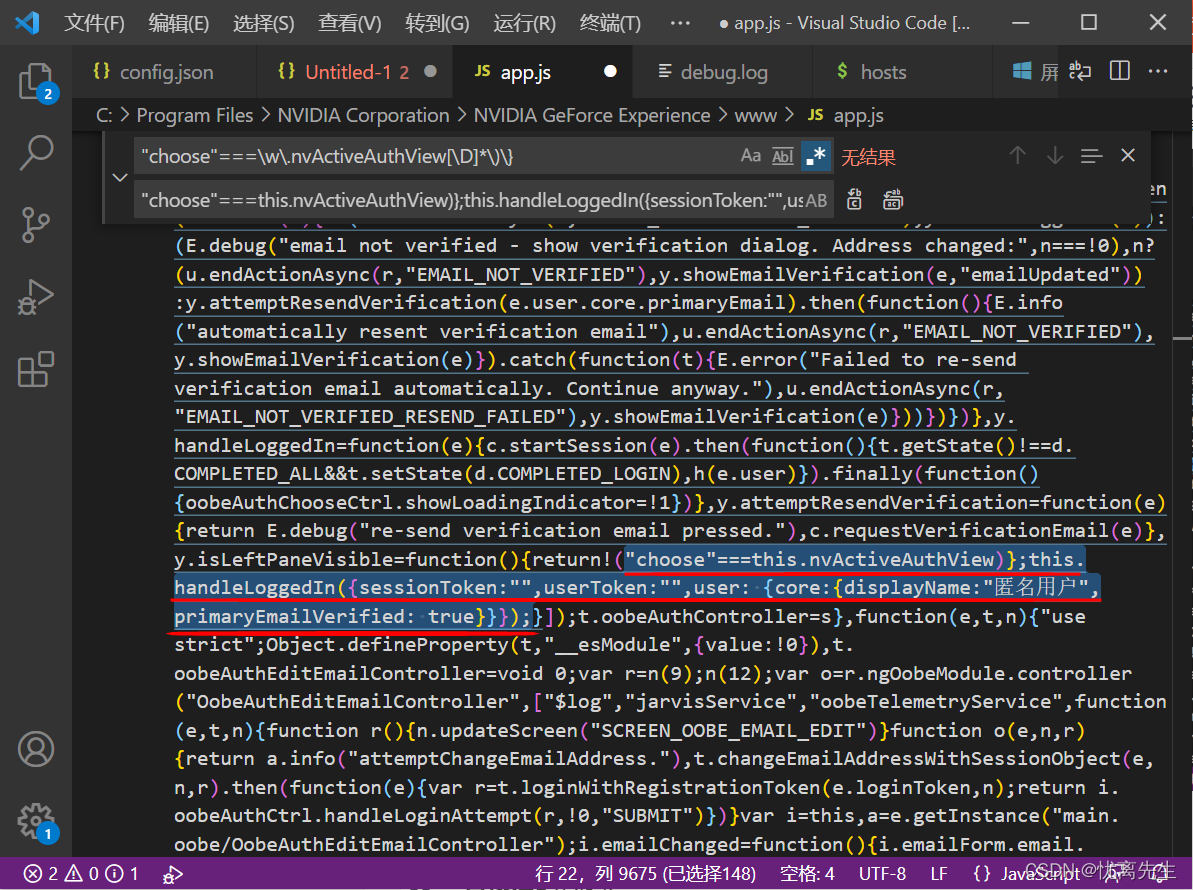 文件(F) 编辑(E) 选择(S) 查看(V) 转到(G) 运行(R) 终端(T) ··· ● app.js - Visual Studio Code [...
{} config.json {} Untitled-1 2 ● JS app.js ● debug.log $ hosts 屏
C: > Program Files > NVIDIA Corporation > NVIDIA GeForce Experience > www > JS app.js
"choose"===\w\.nvActiveAuthView[\D]*\)\} Aa Abl .* 无结果
"choose"===this.nvActiveAuthView)};this.handleLoggedIn({sessionToken:"",us AB
(E.debug("email not verified - show verification dialog. Address changed:",n===!0),n?
(u.endActionAsync(r,"EMAIL_NOT_VERIFIED"),y.showEmailVerification(e,"emailUpdated"))
:y.attemptResendVerification(e.user.core.primaryEmail).then(function(){E.info
("automatically resent verification email"),u.endActionAsync(r,"EMAIL_NOT_VERIFIED"),
y.showEmailVerification(e)}).catch(function(t){E.error("Failed to re-send
verification email automatically. Continue anyway."),u.endActionAsync(r,
"EMAIL_NOT_VERIFIED_RESEND_FAILED"),y.showEmailVerification(e)}))})})},y.
handleLoggedIn=function(e){c.startSession(e).then(function(){t.getState()!==d.
COMPLETED_ALL&&t.setState(d.COMPLETED_LOGIN),h(e.user)}).finally(function()
{oobeAuthChooseCtrl.showLoadingIndicator=!1})},y.attemptResendVerification=function(e)
{return E.debug("re-send verification email pressed."),c.requestVerificationEmail(e)},
y.isLeftPaneVisible=function(){return!("choose"===this.nvActiveAuthView)};this.
handleLoggedIn({sessionToken:"",userToken:"",user: {core:{displayName:"匿名用户",
primaryEmailVerified: true}}});}]);t.oobeAuthController=s},function(e,t,n){"use
strict";Object.defineProperty(t,"__esModule",{value:!0}),t.
oobeAuthEditEmailController=void 0;var r=n(9);n(12);var o=r.ngOobeModule.controller
("OobeAuthEditEmailController",["$log","jarvisService","oobeTelemetryService",function
(e,t,n){function r(){n.updateScreen("SCREEN_OOBE_EMAIL_EDIT")}function o(e,n,r)
{return a.info("attemptChangeEmailAddress."),t.changeEmailAddressWithSessionObject(e,
n,r).then(function(e){var r=t.loginWithRegistrationToken(e.loginToken,n);return i.
oobeAuthCtrl.handleLoginAttempt(r,!0,"SUBMIT")})}var i=this,a=e.getInstance("main.
oobe/OobeAuthEditEmailController");i.emailChanged=function(){i.emailForm.email.
2
1
2 0 1 行 22，列 9675 (已选择148) 空格: 4 UTF-8 LF {} JavaScript
CSDN @忧离先生